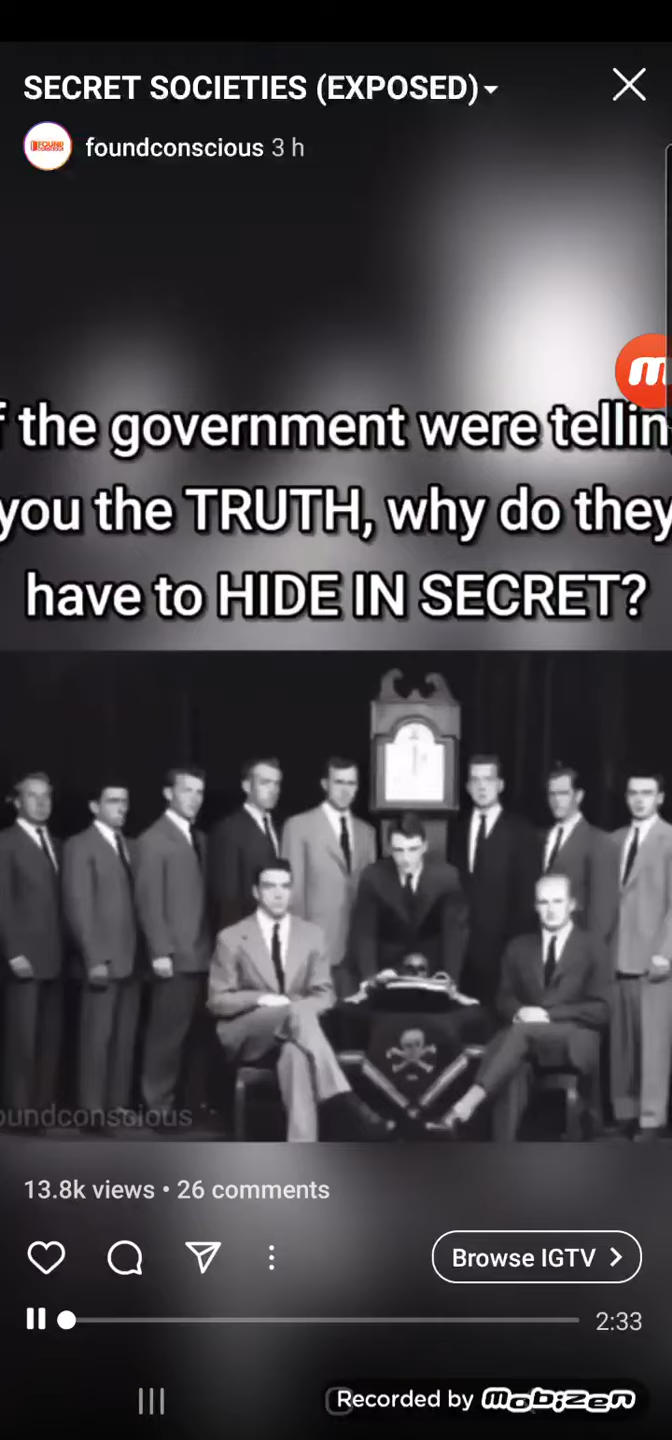 SECRET SOCIETIES (EXPOSED)
foundconscious 3 h
the government were tellin
you the TRUTH, why do they
have to HIDE IN SECRET?
oundconscious
13.8k views • 26 comments
Browse IGTV
2:33
Recorded by Mobizen